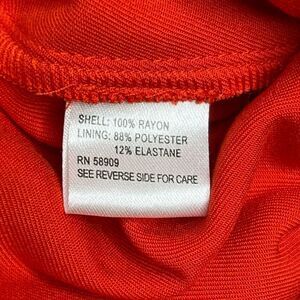 SHELL: 100% RAYON
LINING: 88% POLYESTER
12% ELASTANE
RN 58909
SEE REVERSE SIDE FOR CARE